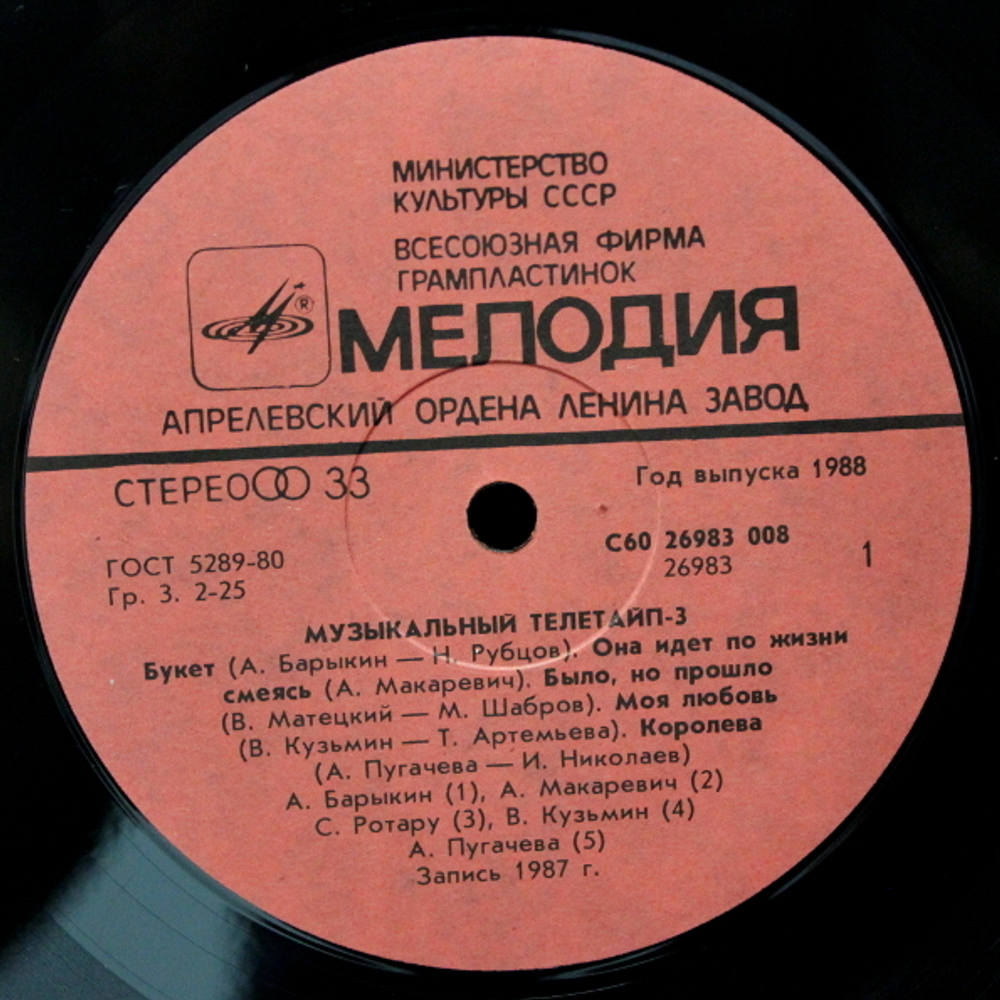 МИНИСТЕРСТВО
КУЛЬТУРЫ СССР
ВСЕСОЮЗНАЯ ФИРМА
ГРАМПЛАСТИНОК
®
МЕЛОДИЯ
АПРЕЛЕВСКИЙ ОРДЕНА ЛЕНИНА ЗАВОД
СТЕРЕО 33
Год выпуска 1988
ГОСТ 5289-80
Гр. 3. 2-25
С60 26983 008
26983
1
МУЗЫКАЛЬНЫЙ ТЕЛЕТАЙП-3
Букет (А. Барыкин — Н. Рубцов). Она идет по жизни
смеясь (А. Макаревич). Было, но прошло
(В. Матецкий — М. Шабров). Моя любовь
(В. Кузьмин — Т. Артемьева). Королева
(А. Пугачева — И. Николаев)
А. Барыкин (1), А. Макаревич (2)
С. Ротару (3), В. Кузьмин (4)
А. Пугачева (5)
Запись 1987 г.